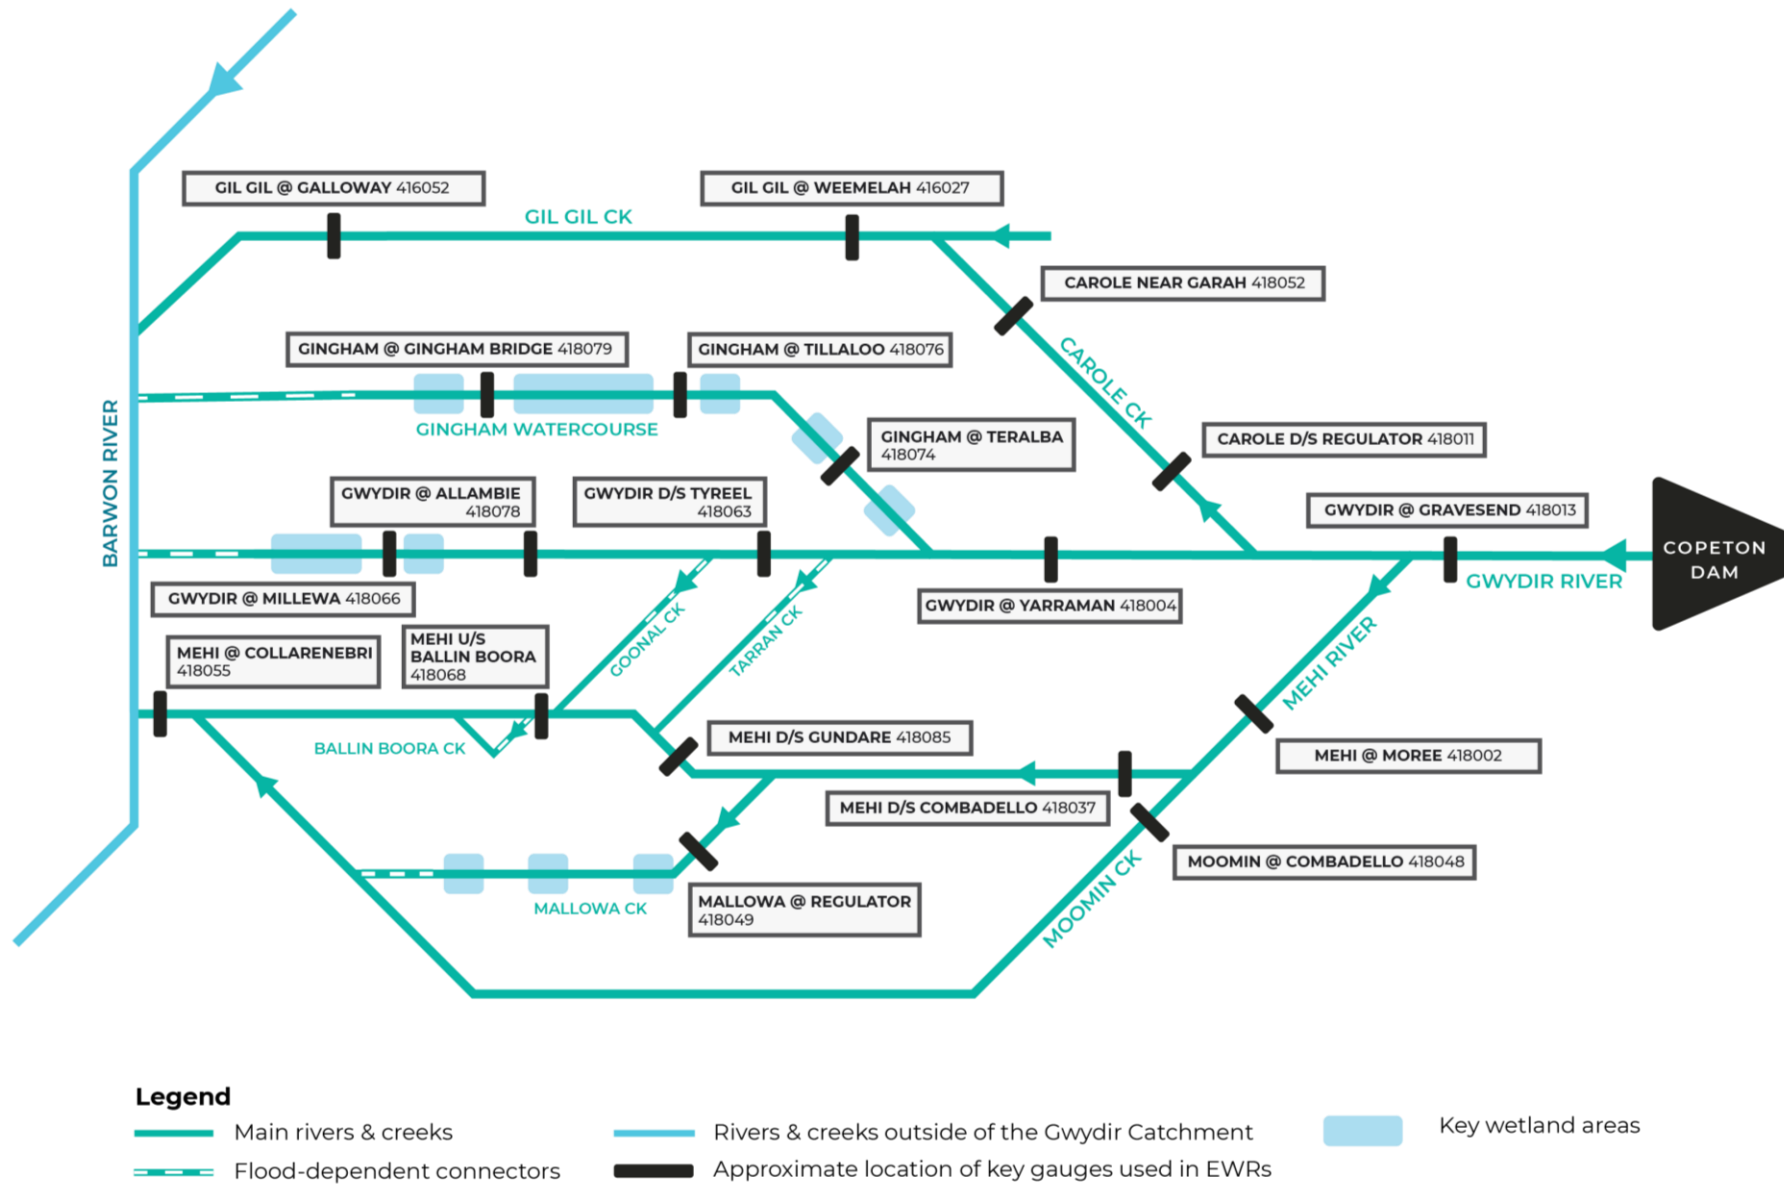 GIL GIL @ GALLOWAY 416052
GIL GIL @ WEEMELAH 416027
GIL GIL CK
CAROLE NEAR GARAH 418052
GINGHAM @ GINGHAM BRIDGE 418079
GINGHAM @ TILLALOO 418076
CAROLE CK
BARWON RIVER
GINGHAM WATERCOURSE
GINGHAM @ TERALBA
418074
CAROLE D/S REGULATOR 418011
GWYDIR @ ALLAMBIE
418078
GWYDIR D/S TYREEL
418063
GWYDIR @ GRAVESEND 418013
COPETON
DAM
GWYDIR RIVER
GWYDIR @ MILLEWA 418066
GWYDIR @ YARRAMAN 418004
MEHI @ COLLARENEBRI
418055
MEHI U/S
BALLIN BOORA
418068
GOONAL CK
TARRAN CK
MEHI RIVER
BALLIN BOORA CK
MEHI D/S GUNDARE 418085
MEHI @ MOREE 418002
MEHI D/S COMBADELLO 418037
MOOMIN @ COMBADELLO 418048
MALLOWA CK
MALLOWA @ REGULATOR
418049
MOOMIN CK
Legend
Main rivers & creeks
Rivers & creeks outside of the Gwydir Catchment
Key wetland areas
Flood-dependent connectors
Approximate location of key gauges used in EWRs